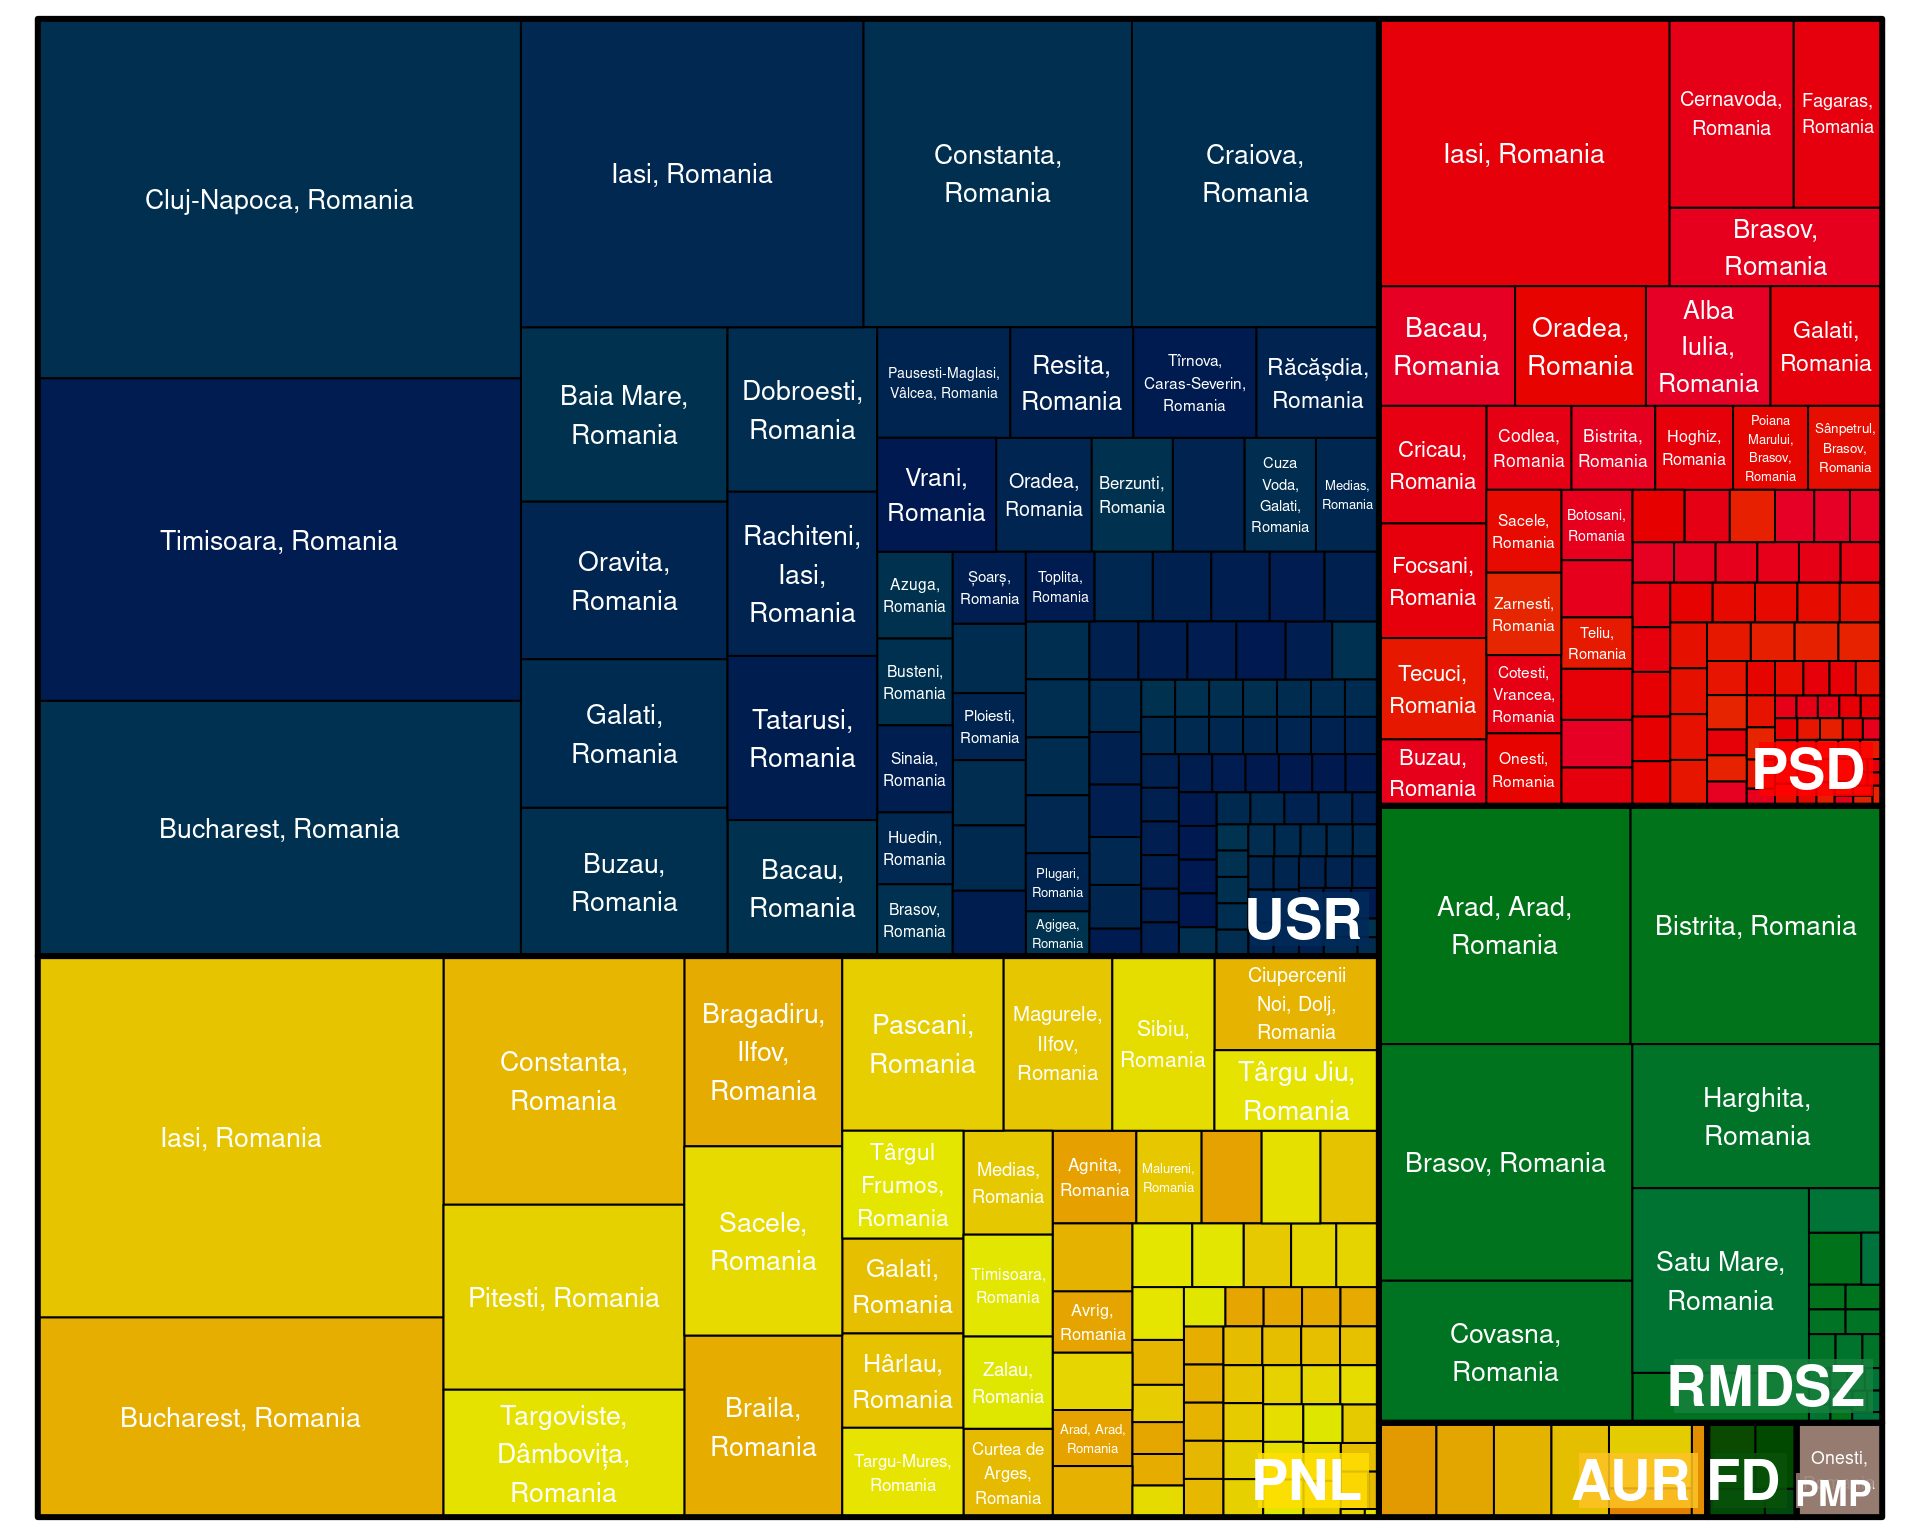 Cluj-Napoca, Romania
Timisoara, Romania
Bucharest, Romania
Iasi, Romania
Constanta,
Romania
Craiova,
Romania
Baia Mare,
Romania
Oravita,
Romania
Galati,
Romania
Buzau,
Romania
Dobroesti,
Romania
Rachiteni,
Iasi,
Romania
Tatarusi,
Romania
Bacau,
Romania
Pausesti-Maglasi,
Vâlcea, Romania
Resita,
Romania
Tîrnova,
Caras-Severin,
Romania
Răcășdia,
Romania
Vrani,
Romania
Oradea,
Romania
Berzunti,
Romania
Cuza
Voda,
Galati,
Romania
Medias,
Romania
Azuga,
Romania
Busteni,
Romania
Sinaia,
Romania
Huedin,
Romania
Brasov,
Romania
Șoarș,
Romania
Ploiesti,
Romania
Toplita,
Romania
Plugari,
Romania
Agigea,
Romania
USR
Iasi, Romania
Cernavoda,
Romania
Fagaras,
Romania
Brasov,
Romania
Bacau,
Romania
Oradea,
Romania
Alba
Iulia,
Romania
Galati,
Romania
Cricau,
Romania
Focsani,
Romania
Tecuci,
Romania
Buzau,
Romania
Codlea,
Romania
Bistrita,
Romania
Hoghiz,
Romania
Poiana
Marului,
Brasov,
Romania
Sânpetrul,
Brasov,
Romania
Sacele,
Romania
Zarnesti,
Romania
Cotesti,
Vrancea,
Romania
Onesti,
Romania
Botosani,
Romania
Teliu,
Romania
PSD
Iasi, Romania
Bucharest, Romania
Constanta,
Romania
Pitesti, Romania
Targoviste,
Dâmbovița,
Romania
Bragadiru,
Ilfov,
Romania
Sacele,
Romania
Braila,
Romania
Pascani,
Romania
Magurele,
Ilfov,
Romania
Sibiu,
Romania
Ciupercenii
Noi, Dolj,
Romania
Târgu Jiu,
Romania
Târgul
Frumos,
Romania
Galati,
Romania
Hârlau,
Romania
Targu-Mures,
Romania
Medias,
Romania
Timisoara,
Romania
Zalau,
Romania
Curtea de
Arges,
Romania
Agnita,
Romania
Malureni,
Romania
Avrig,
Romania
Arad, Arad,
Romania
PNL
Arad, Arad,
Romania
Bistrita, Romania
Brasov, Romania
Covasna,
Romania
Harghita,
Romania
Satu Mare,
Romania
RMDSZ
AUR
FD
Onesti,
PMP